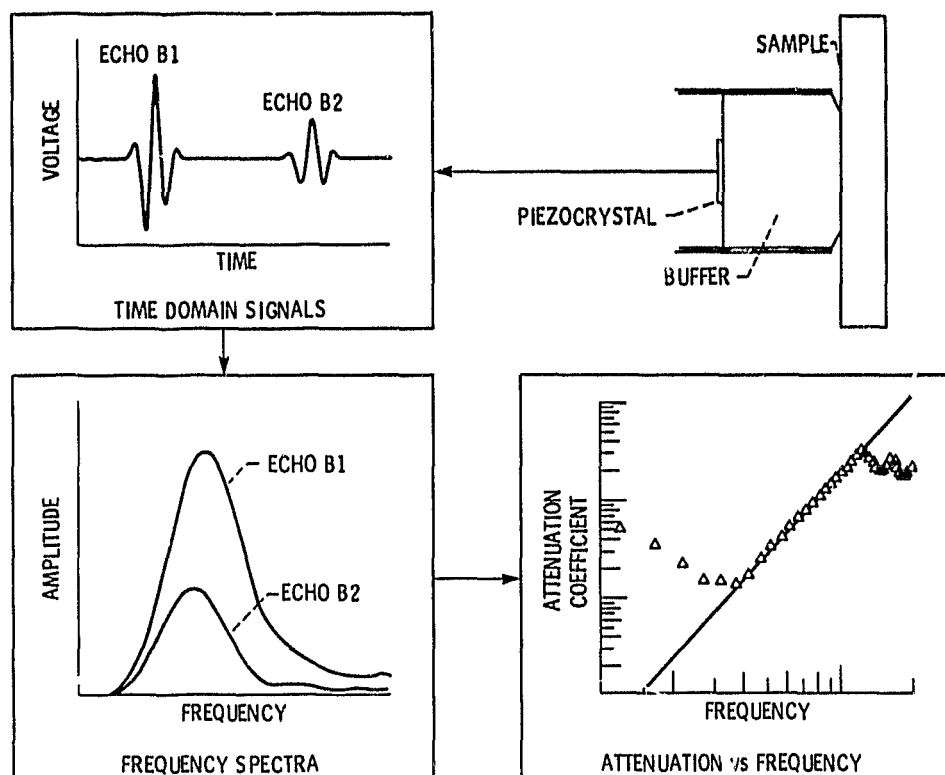 ECHO B1
ECHO B2
VOLTAGE
TIME
TIME DOMAIN SIGNALS
SAMPLE
PIEZOCRYSTAL
BUFFER
ECHO B1
ECHO B2
AMPLITUDE
FREQUENCY
FREQUENCY SPECTRA
ATTENUATION
COEFFICIENT
FREQUENCY
ATTENUATION vs FREQUENCY